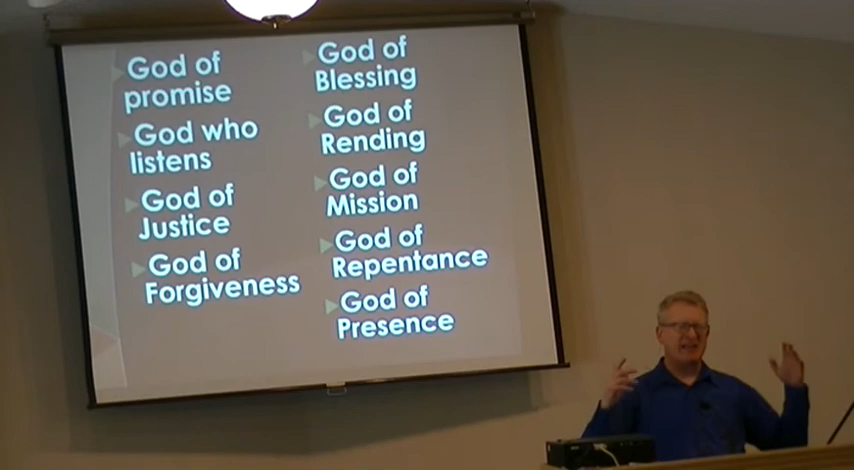 God of
promise
God who
listens
God of
Justice
God of
Forgiveness
God of
Blessing
God of
Rending
God of
Mission
God of
Repentance
God of
Presence